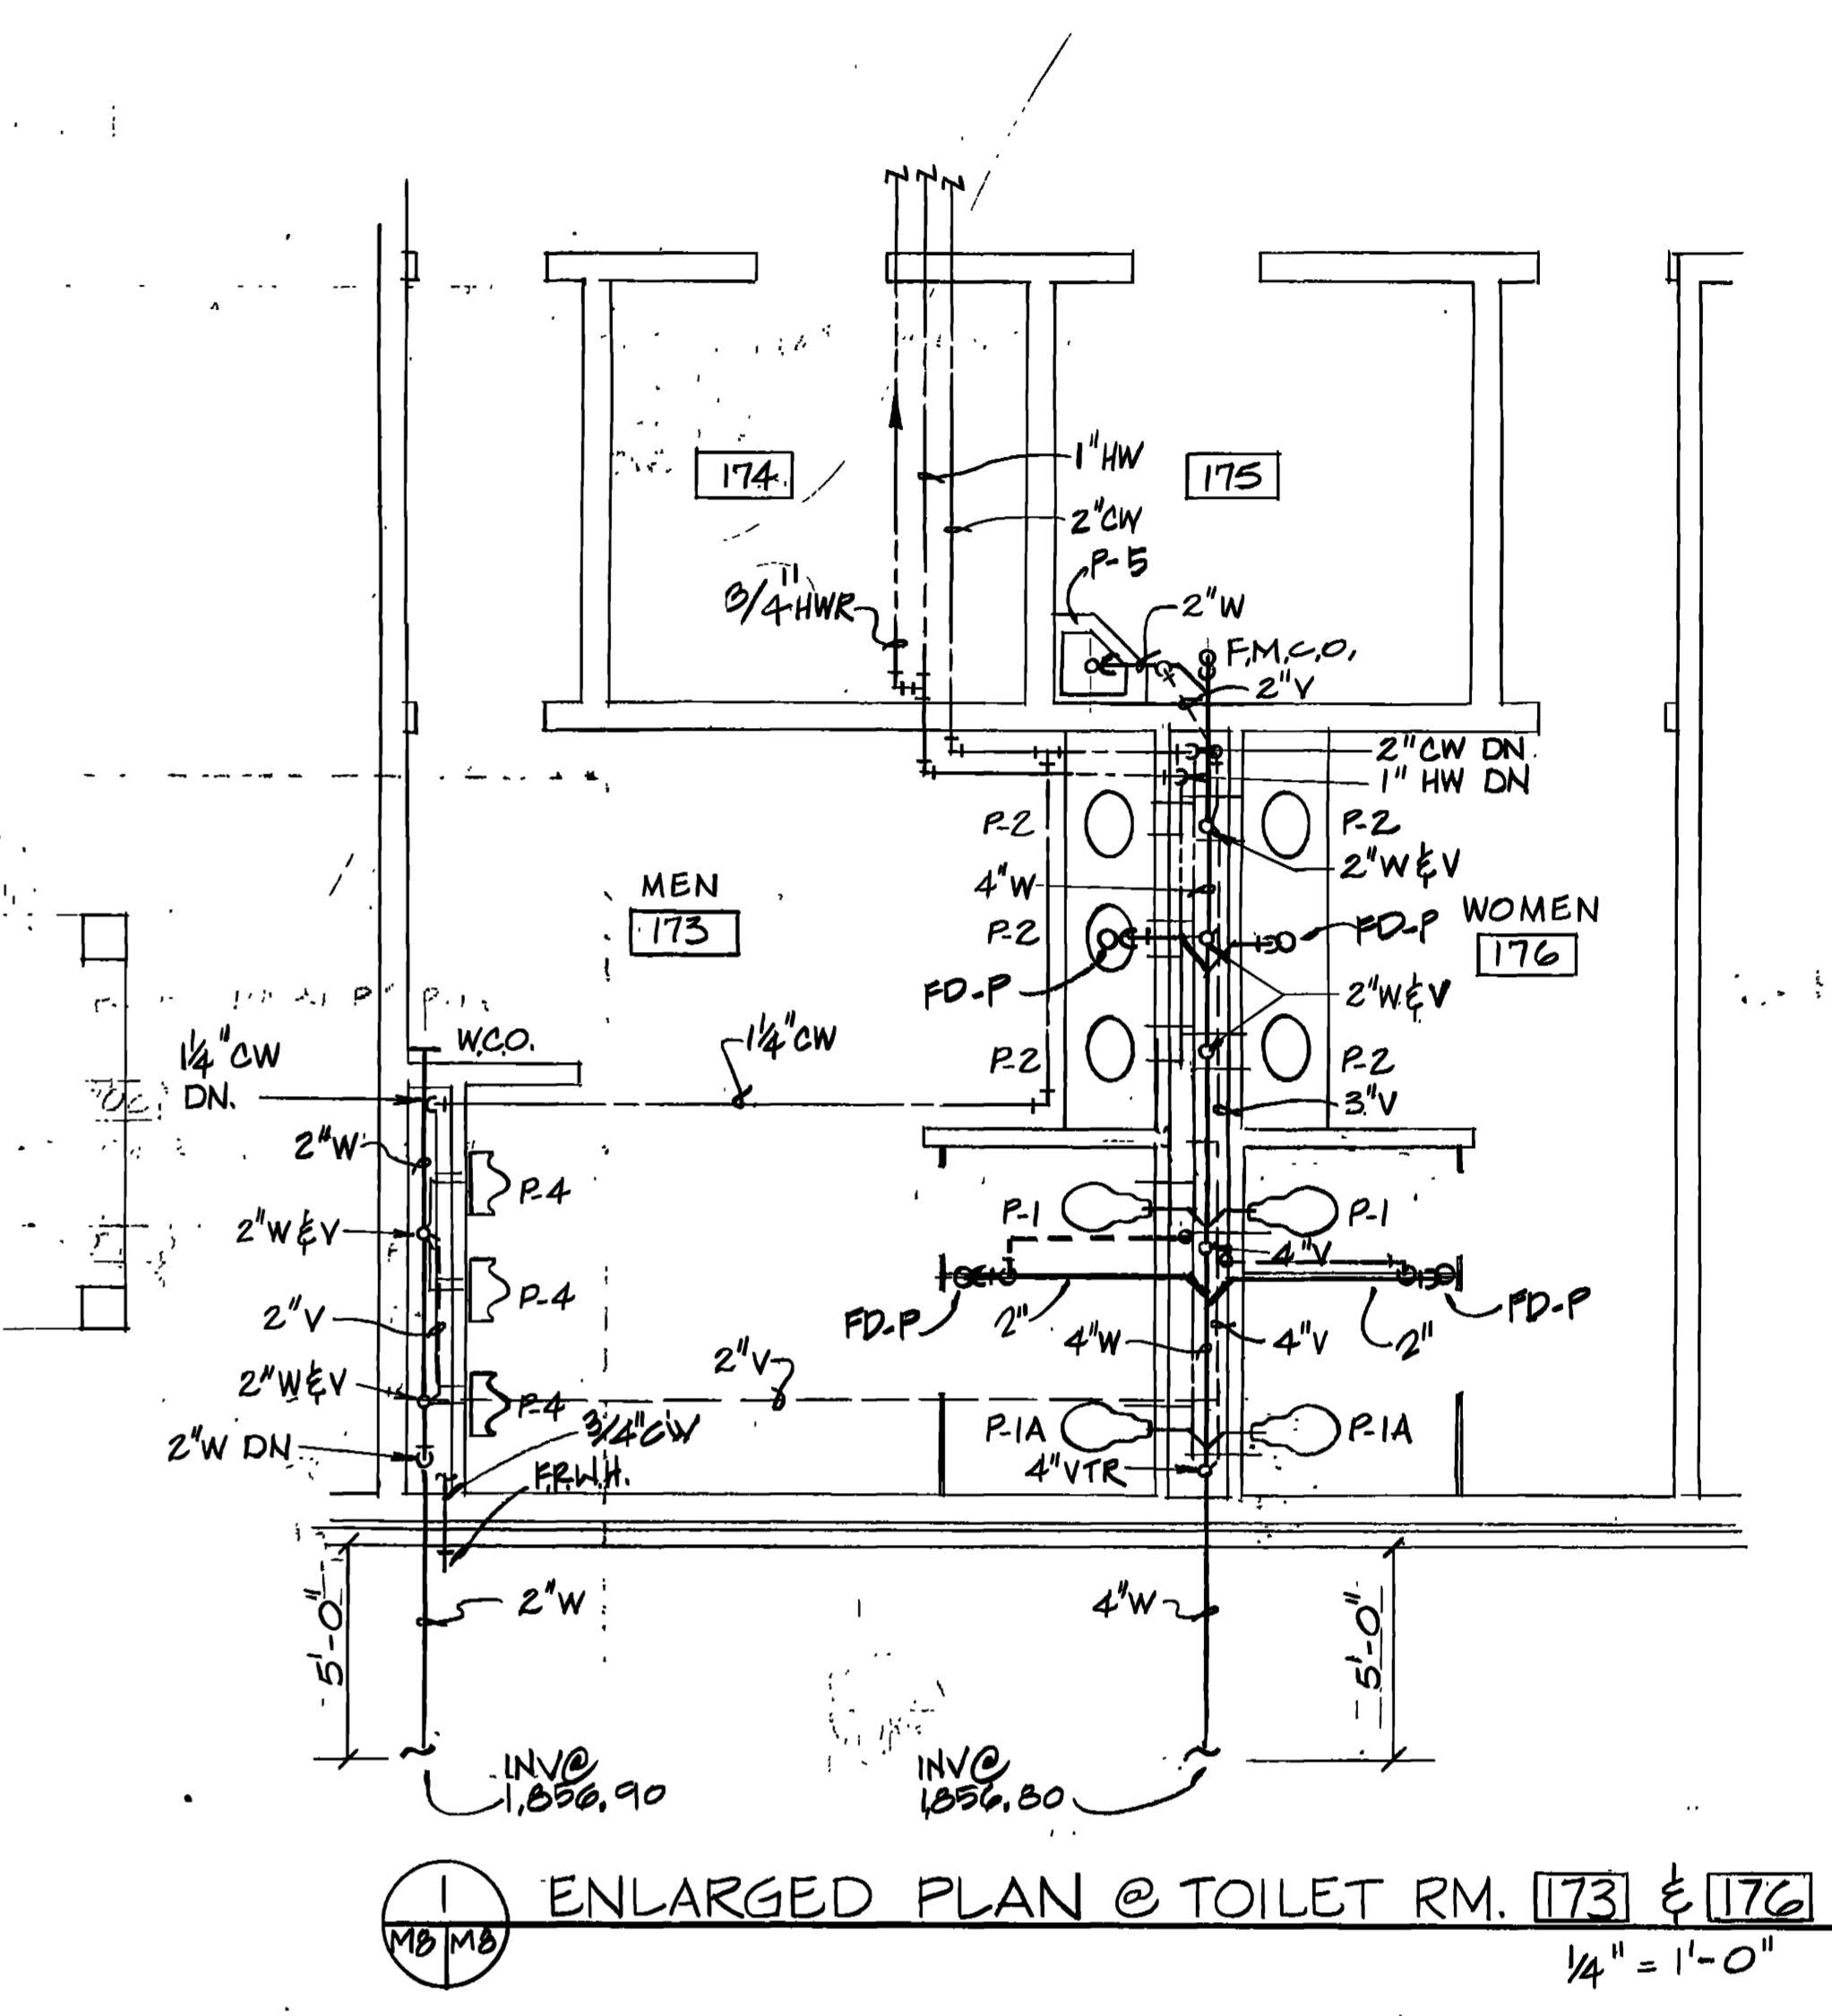 1"HW
174
175
2"CW
P-5
3/4"HWR
2"W
F.M.C.O.
2"V
2"CW DN.
1" HW DN
P-2
P-2
2"W&V
MEN
4"W
173
P-2
FD-P
WOMEN
176
FD-P
2"W&V
W.C.O.
1¼"CW
DN.
1¼"CW
P-2
P-2
3"V
2"W
P-4
P-1
P-1
2"W&V
4"V
P-4
2"V
FD-P
2"
4"W
4"V
2"
FD-P
2"V
2"W&V
P-4
3/4"CW
P-1A
P-1A
2"W DN
F.R.W.H.
4"VTR
5'-0"
2"W
4"W
5'-0"
INV@
1,856.90
INV@
1,856.80
1
M8 M8
ENLARGED PLAN @ TOILET RM. 173 & 176
¼" = 1'-0"